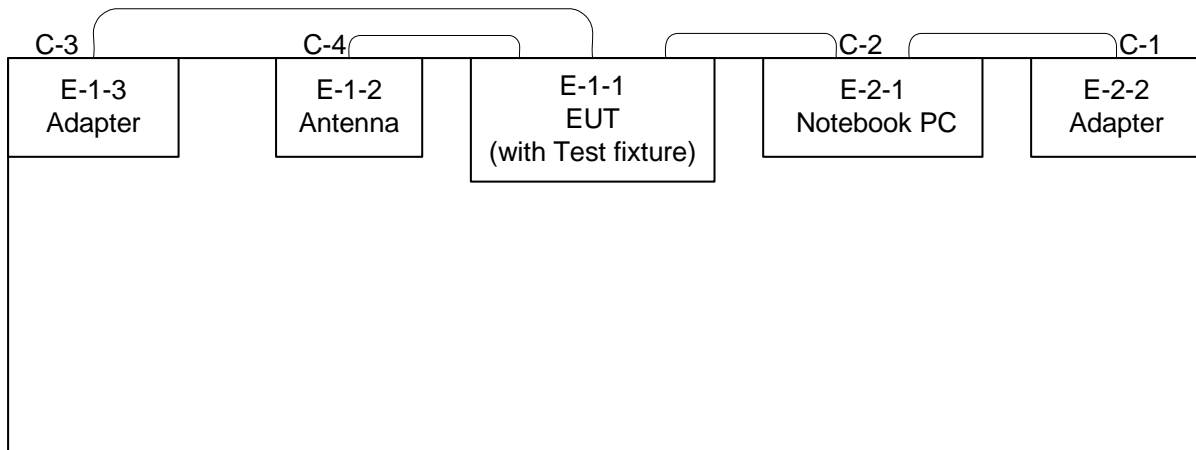 C-3
C-4
C-2
C-1
E-1-3
Adapter
E-1-2
Antenna
E-1-1
EUT
(with Test fixture)
E-2-1
Notebook PC
E-2-2
Adapter